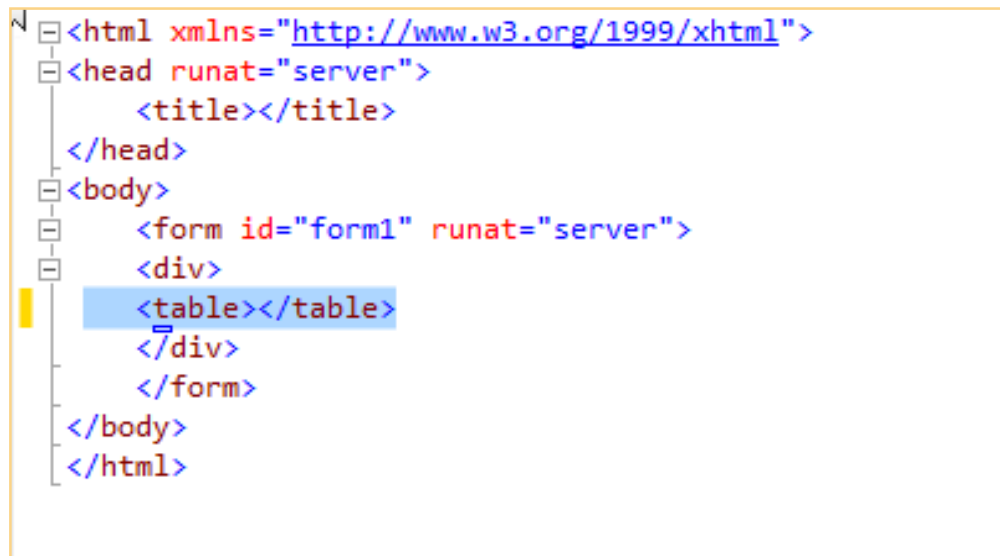 <html xmlns="http://www.w3.org/1999/xhtml">
<head runat="server">
    <title></title>
</head>
<body>
    <form id="form1" runat="server">
    <div>
    <table></table>
    </div>
    </form>
</body>
</html>